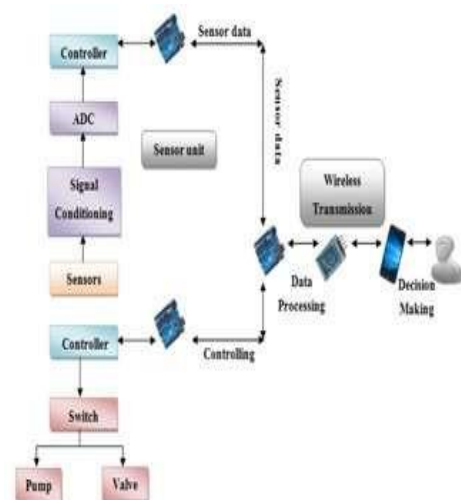 Controller
Sensor data
ADC
Sensor unit
Sensor data
Signal
Conditioning
Wireless
Transmission
Sensors
Data
Processing
Decision
Making
Controller
Controlling
Switch
Pump
Valve